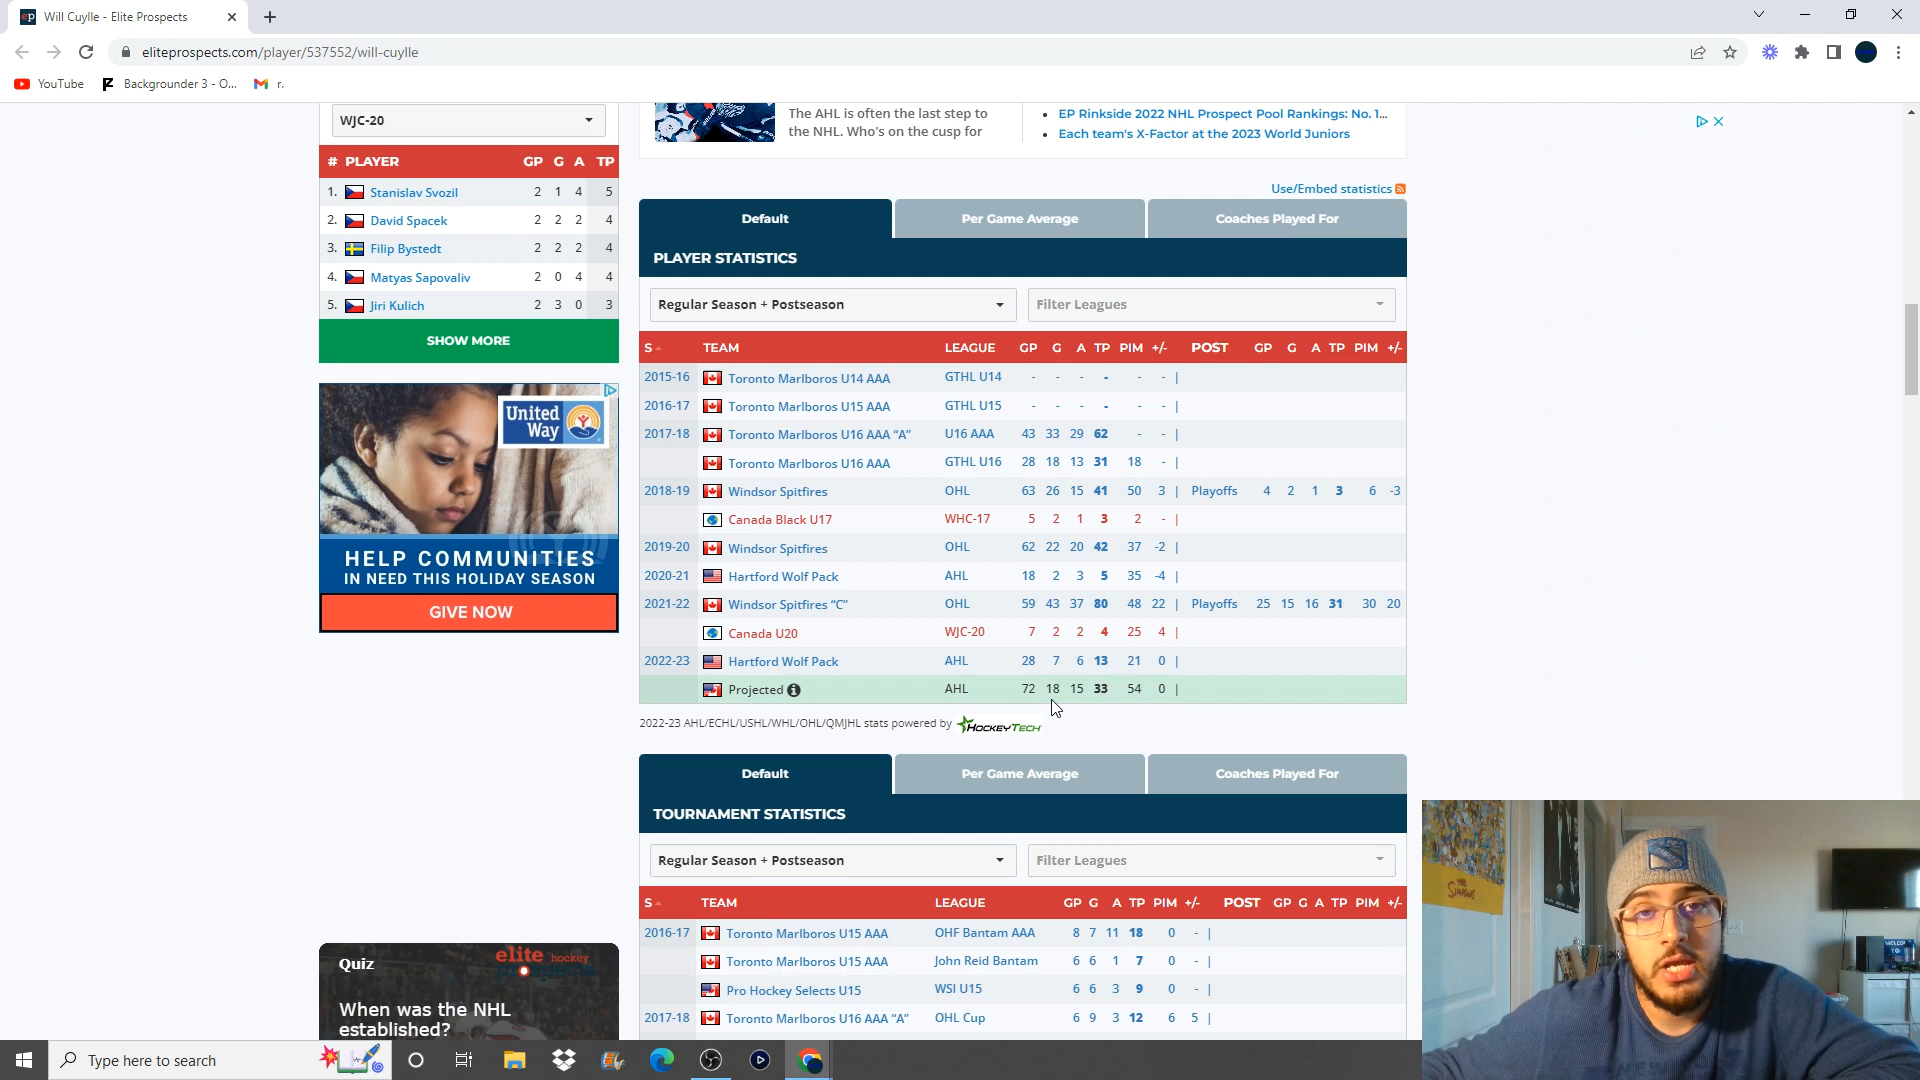 Will Cuylle - Elite Prospects
eliteprospects.com/player/537552/will-cuylle
YouTube
Backgrounder 3 - O...
r.
WJC-20
# PLAYER GP G A TP
1. Stanislav Svozil 2 1 4 5
2. David Spacek 2 2 2 4
3. Filip Bystedt 2 2 2 4
4. Matyas Sapovaliv 2 0 4 4
5. Jiri Kulich 2 3 0 3
SHOW MORE
United
Way
HELP COMMUNITIES
IN NEED THIS HOLIDAY SEASON
GIVE NOW
Quiz
elite hockey
prospects
When was the NHL
established?
The AHL is often the last step to
the NHL. Who's on the cusp for
EP Rinkside 2022 NHL Prospect Pool Rankings: No. 1...
Each team's X-Factor at the 2023 World Juniors
Use/Embed statistics
Default Per Game Average Coaches Played For
PLAYER STATISTICS
Regular Season + Postseason Filter Leagues
S TEAM LEAGUE GP G A TP PIM +/- POST GP G A TP PIM +/-
2015-16 Toronto Marlboros U14 AAA GTHL U14 - - - - - - |
2016-17 Toronto Marlboros U15 AAA GTHL U15 - - - - - - |
2017-18 Toronto Marlboros U16 AAA "A" U16 AAA 43 33 29 62 - - |
Toronto Marlboros U16 AAA GTHL U16 28 18 13 31 18 - |
2018-19 Windsor Spitfires OHL 63 26 15 41 50 3 | Playoffs 4 2 1 3 6 -3
Canada Black U17 WHC-17 5 2 1 3 2 - |
2019-20 Windsor Spitfires OHL 62 22 20 42 37 -2 |
2020-21 Hartford Wolf Pack AHL 18 2 3 5 35 -4 |
2021-22 Windsor Spitfires "C" OHL 59 43 37 80 48 22 | Playoffs 25 15 16 31 30 20
Canada U20 WJC-20 7 2 2 4 25 4 |
2022-23 Hartford Wolf Pack AHL 28 7 6 13 21 0 |
Projected AHL 72 18 15 33 54 0 |
2022-23 AHL/ECHL/USHL/WHL/OHL/QMJHL stats powered by HOCKEYTECH
Default Per Game Average Coaches Played For
TOURNAMENT STATISTICS
Regular Season + Postseason Filter Leagues
S TEAM LEAGUE GP G A TP PIM +/- POST GP G A TP PIM +/-
2016-17 Toronto Marlboros U15 AAA OHF Bantam AAA 8 7 11 18 0 - |
Toronto Marlboros U15 AAA John Reid Bantam 6 6 1 7 0 - |
Pro Hockey Selects U15 WSI U15 6 6 3 9 0 - |
2017-18 Toronto Marlboros U16 AAA "A" OHL Cup 6 9 3 12 6 5 |
Type here to search